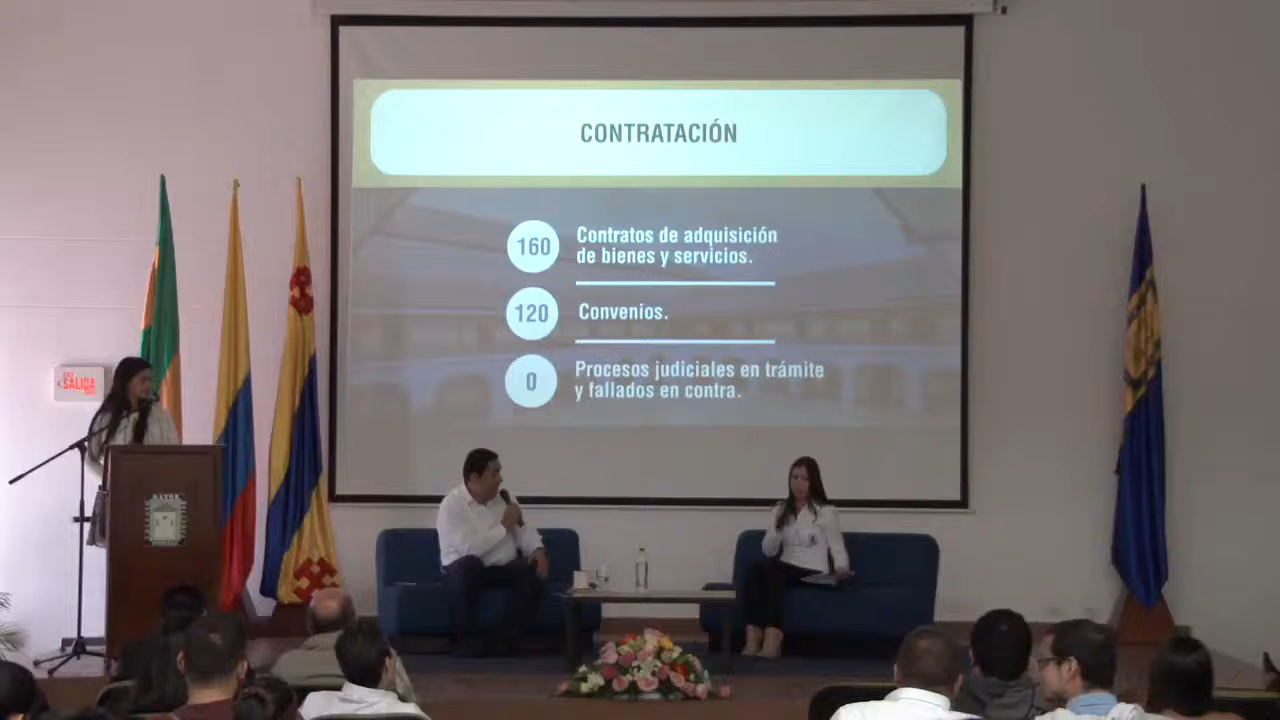 CONTRATACIÓN
160
Contratos de adquisición
de bienes y servicios.
120
Convenios.
0
Procesos judiciales en trámite
y fallados en contra.
SALIDA
MAYOR